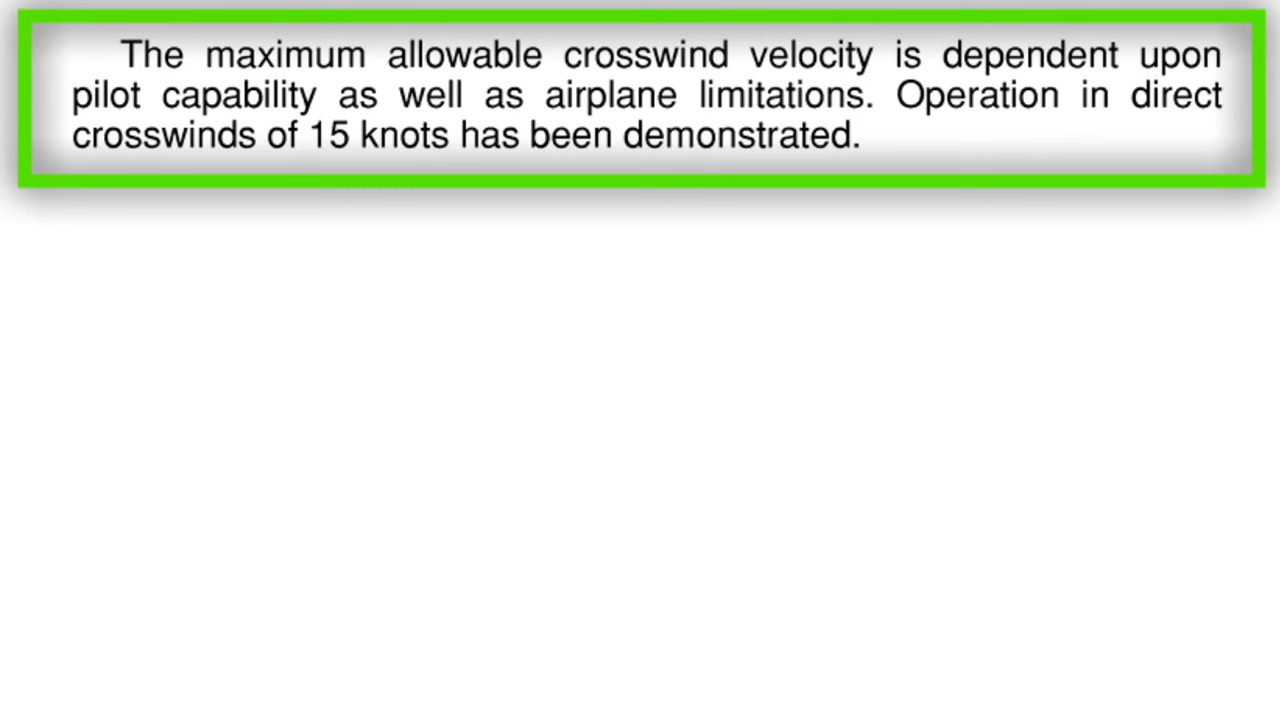 The maximum allowable crosswind velocity is dependent upon
pilot capability as well as airplane limitations. Operation in direct
crosswinds of 15 knots has been demonstrated.